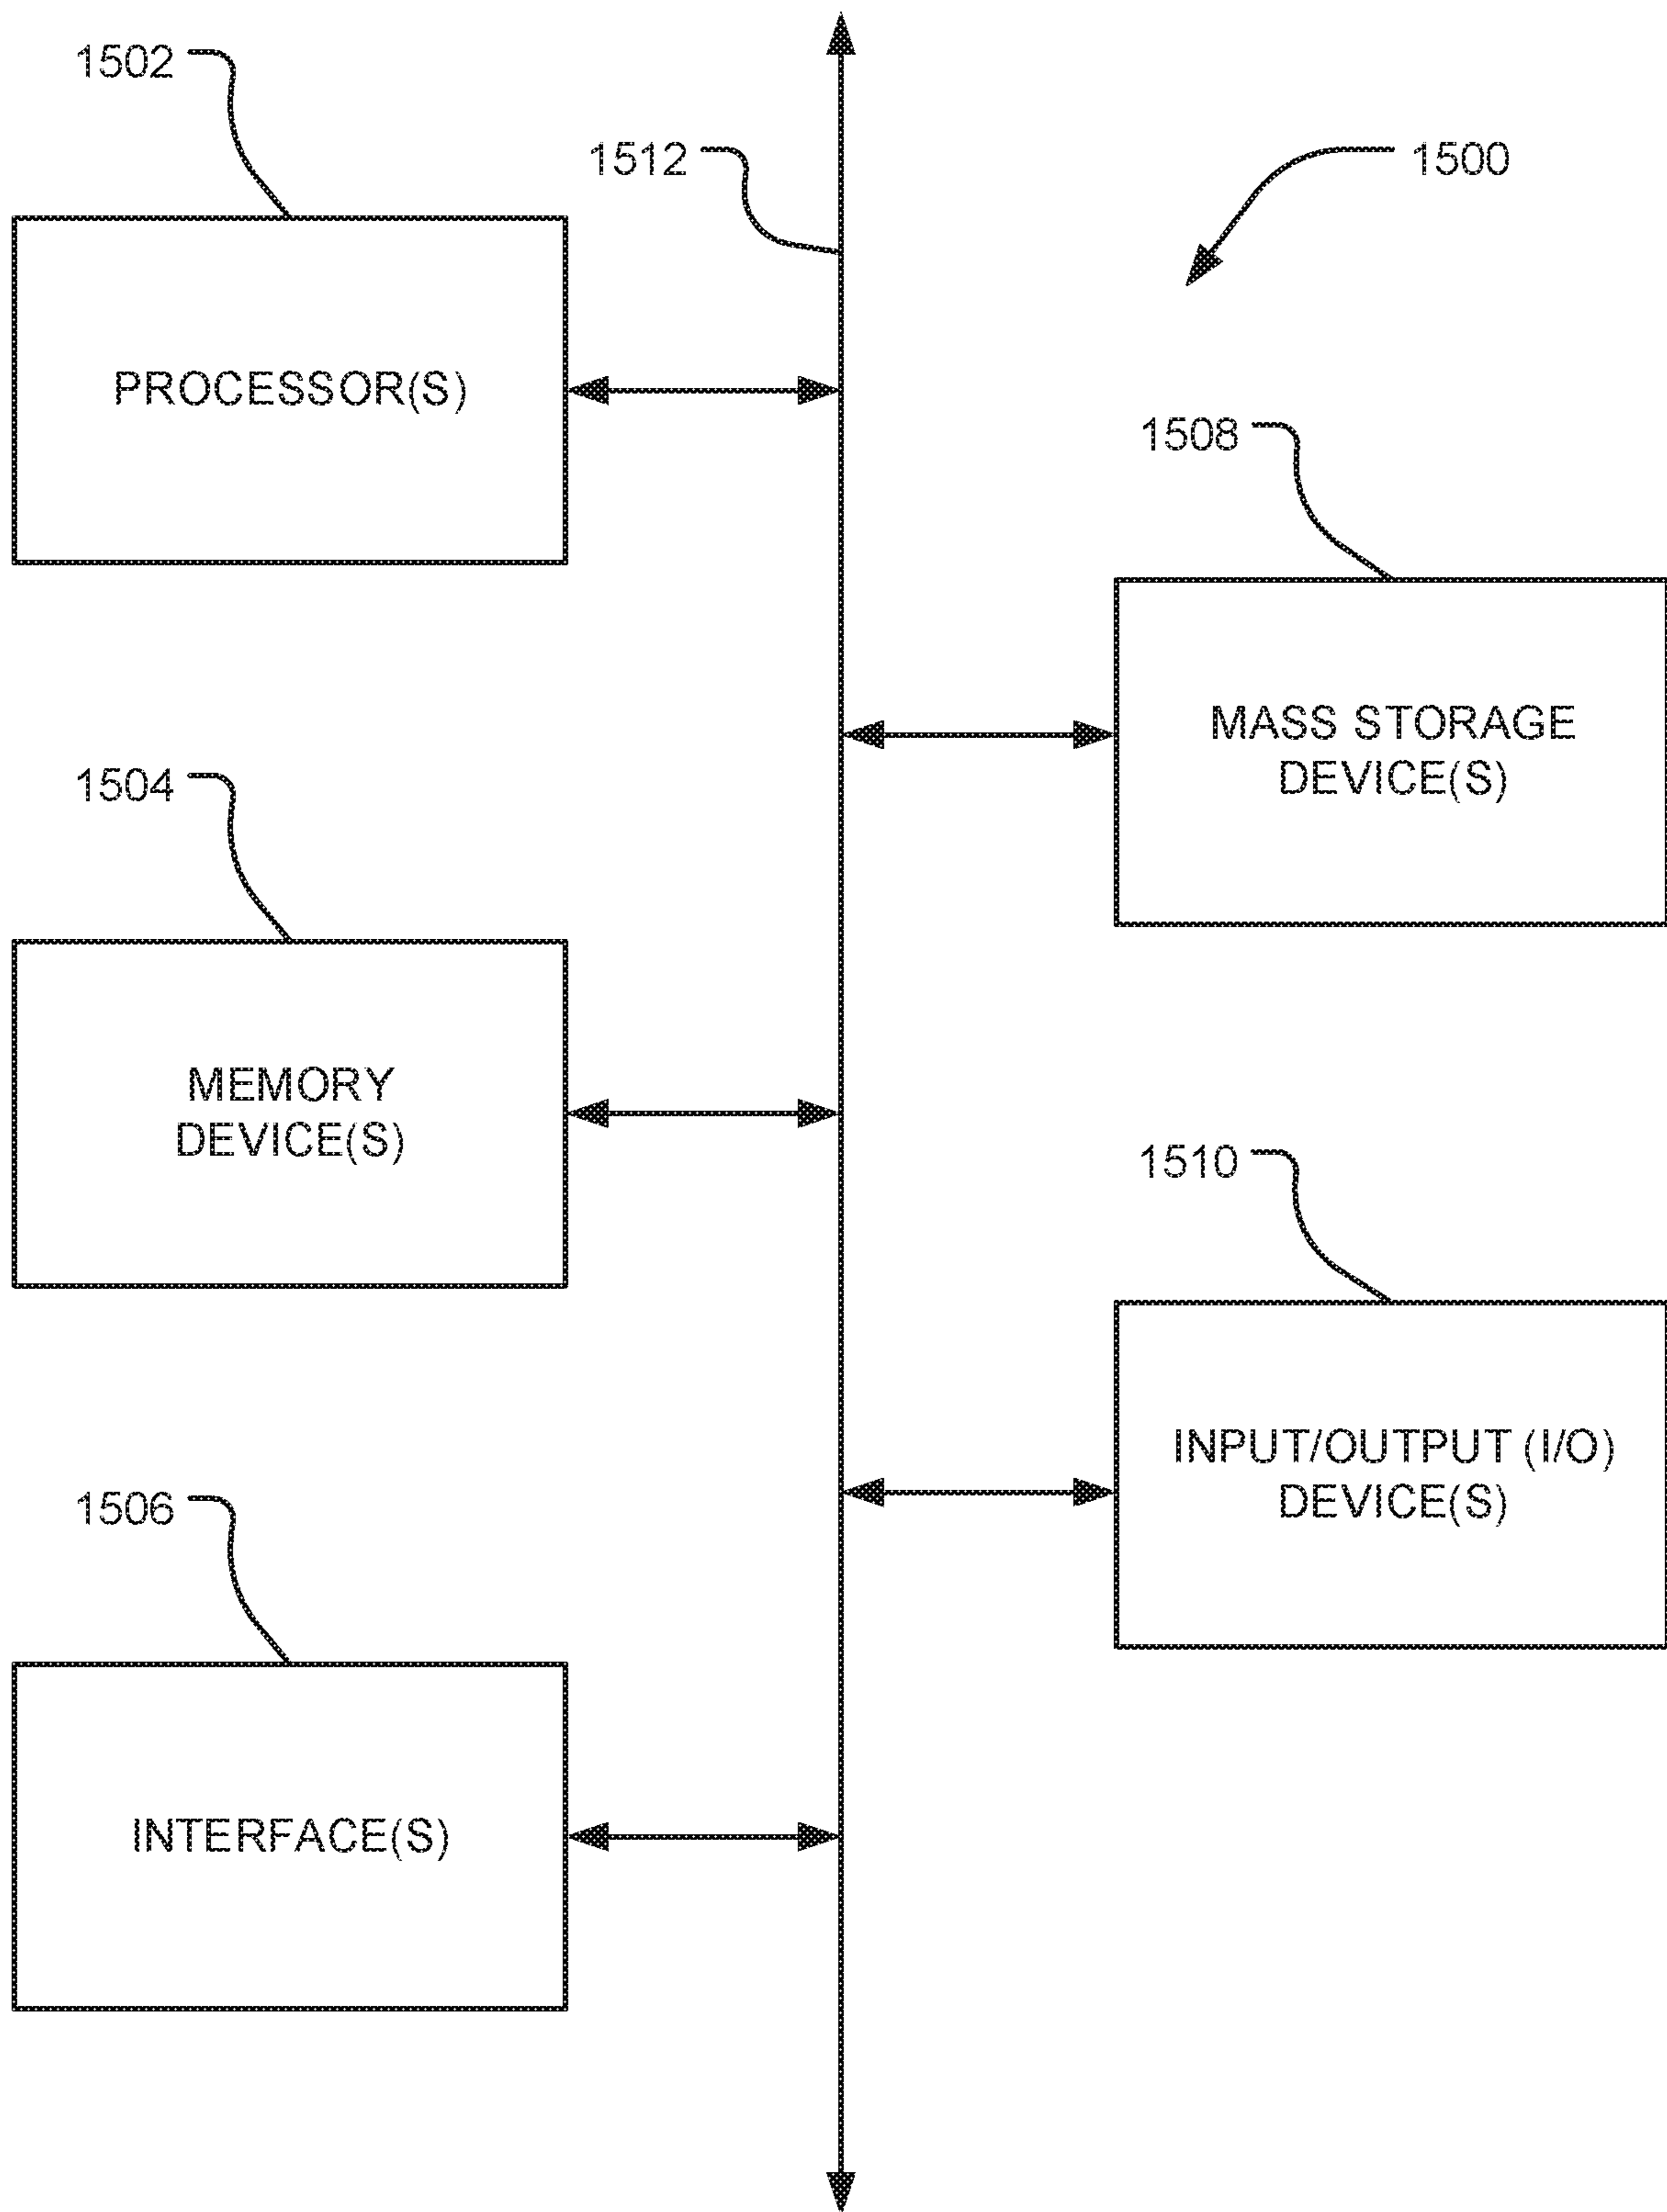 1502
1512
1500
PROCESSOR(S)
1508
MASS STORAGE
DEVICE(S)
1504
MEMORY
DEVICE(S)
1510
INPUT/OUTPUT (I/O)
DEVICE(S)
1506
INTERFACE(S)